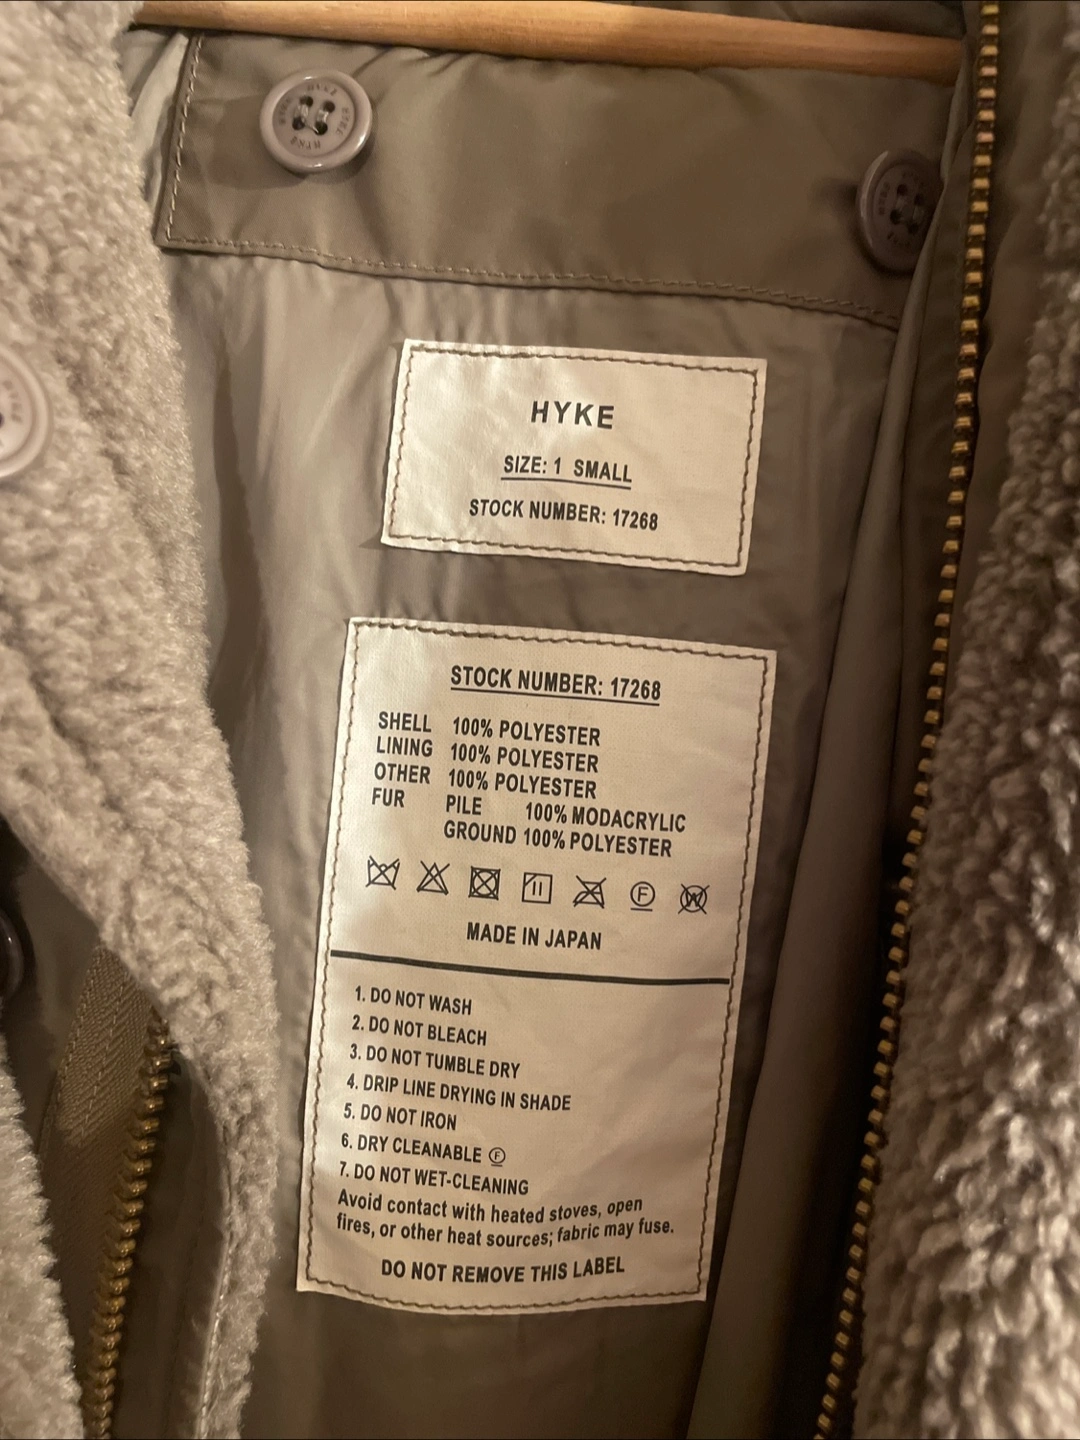 HYKE
SIZE: 1 SMALL
STOCK NUMBER: 17268
STOCK NUMBER: 17268
SHELL 100% POLYESTER
LINING 100% POLYESTER
OTHER 100% POLYESTER
FUR PILE 100% MODACRYLIC
GROUND 100% POLYESTER
F W
MADE IN JAPAN
1. DO NOT WASH
2. DO NOT BLEACH
3. DO NOT TUMBLE DRY
4. DRIP LINE DRYING IN SHADE
5. DO NOT IRON
6. DRY CLEANABLE Ⓕ
7. DO NOT WET-CLEANING
Avoid contact with heated stoves, open
fires, or other heat sources; fabric may fuse.
DO NOT REMOVE THIS LABEL